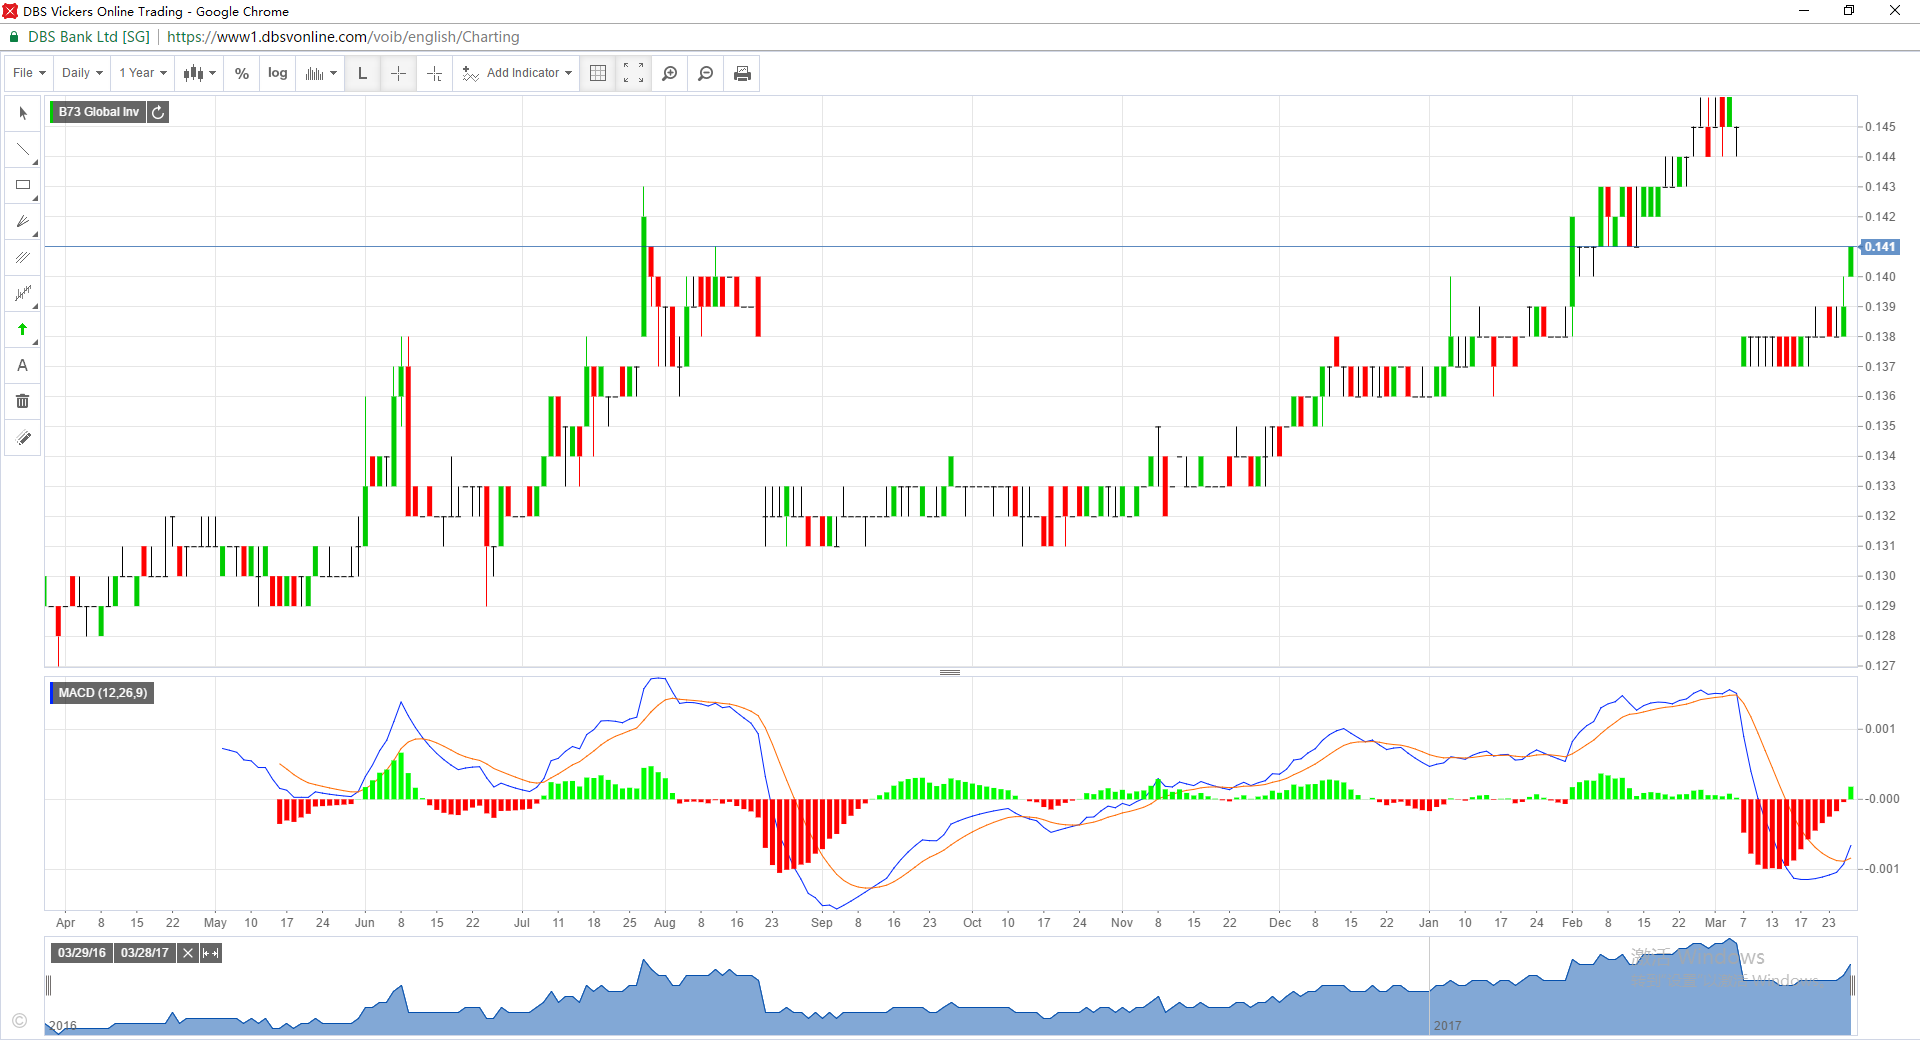 DBS Vickers Online Trading - Google Chrome
DBS Bank Ltd [SG] | https://www1.dbsvonline.com/voib/english/Charting
File Daily 1 Year % log L Add Indicator
B73 Global Inv
A
0.145
0.144
0.143
0.142
0.141
0.140
0.139
0.138
0.137
0.136
0.135
0.134
0.133
0.132
0.131
0.130
0.129
0.128
0.127
MACD (12,26,9)
0.001
-0.000
-0.001
Apr 8 15 22 May 10 17 24 Jun 8 15 22 Jul 11 18 25 Aug 8 16 23 Sep 8 16 23 Oct 10 17 24 Nov 8 15 22 Dec 8 15 22 Jan 10 17 24 Feb 8 15 22 Mar 7 13 17 23
03/29/16 03/28/17
激活 Windows
Windows
©
2016
2017